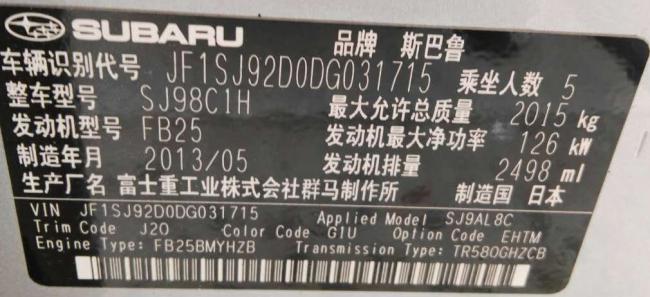 SUBARU 品牌 斯巴鲁
车辆识别代号 JF1SJ92D0DG031715 乘坐人数 5
整车型号 SJ98C1H 最大允许总质量 2015 kg
发动机型号 FB25 发动机最大净功率 126 kW
制造年月 2013/05 发动机排量 2498 ml
生产厂名 富士重工业株式会社群马制作所 制造国 日本
VIN JF1SJ92D0DG031715 Applied Model SJ9AL8C
Trim Code J20 Color Code G1U Option Code EHTM
Engine Type: FB25BMYHZB Transmission Type: TR580GHZCB